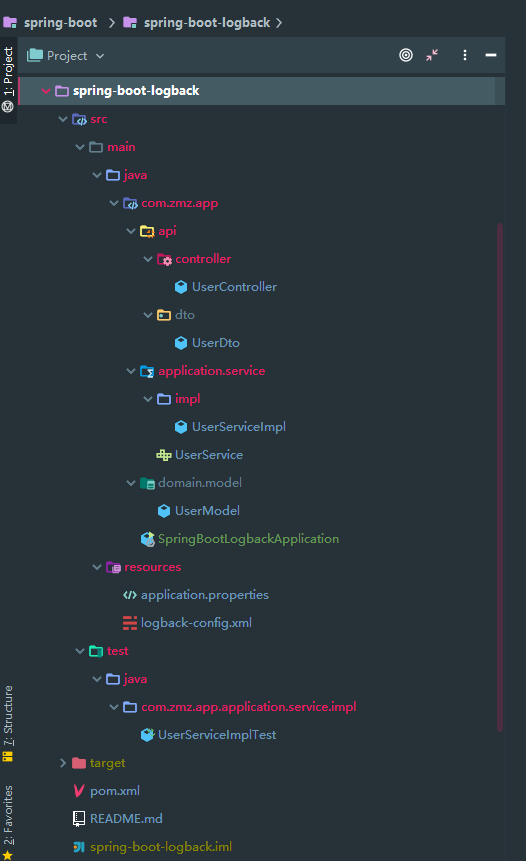 spring-boot > spring-boot-logback >
1: Project
Project
spring-boot-logback
src
main
java
com.zmz.app
api
controller
UserController
dto
UserDto
application.service
impl
UserServiceImpl
UserService
domain.model
UserModel
SpringBootLogbackApplication
resources
application.properties
logback-config.xml
test
java
com.zmz.app.application.service.impl
UserServiceImplTest
target
pom.xml
README.md
spring-boot-logback.iml
7: Structure
2: Favorites